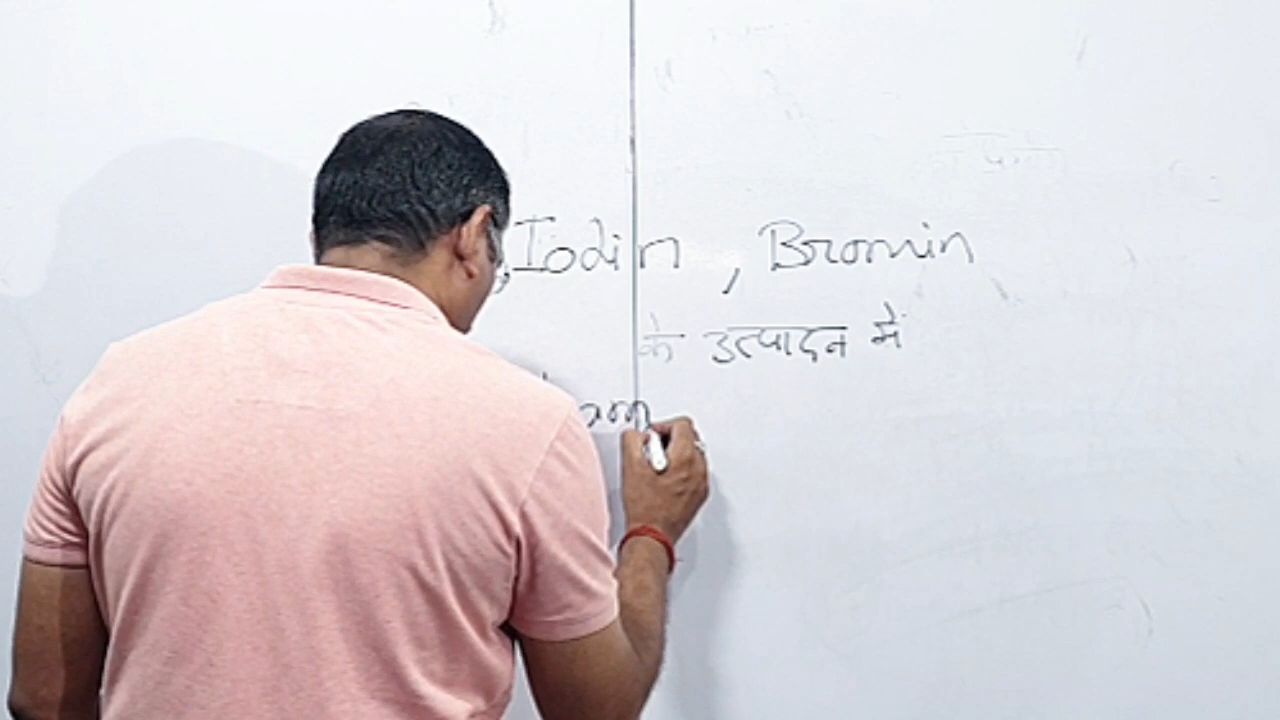 Iodin, Bromin
के उत्पादन में